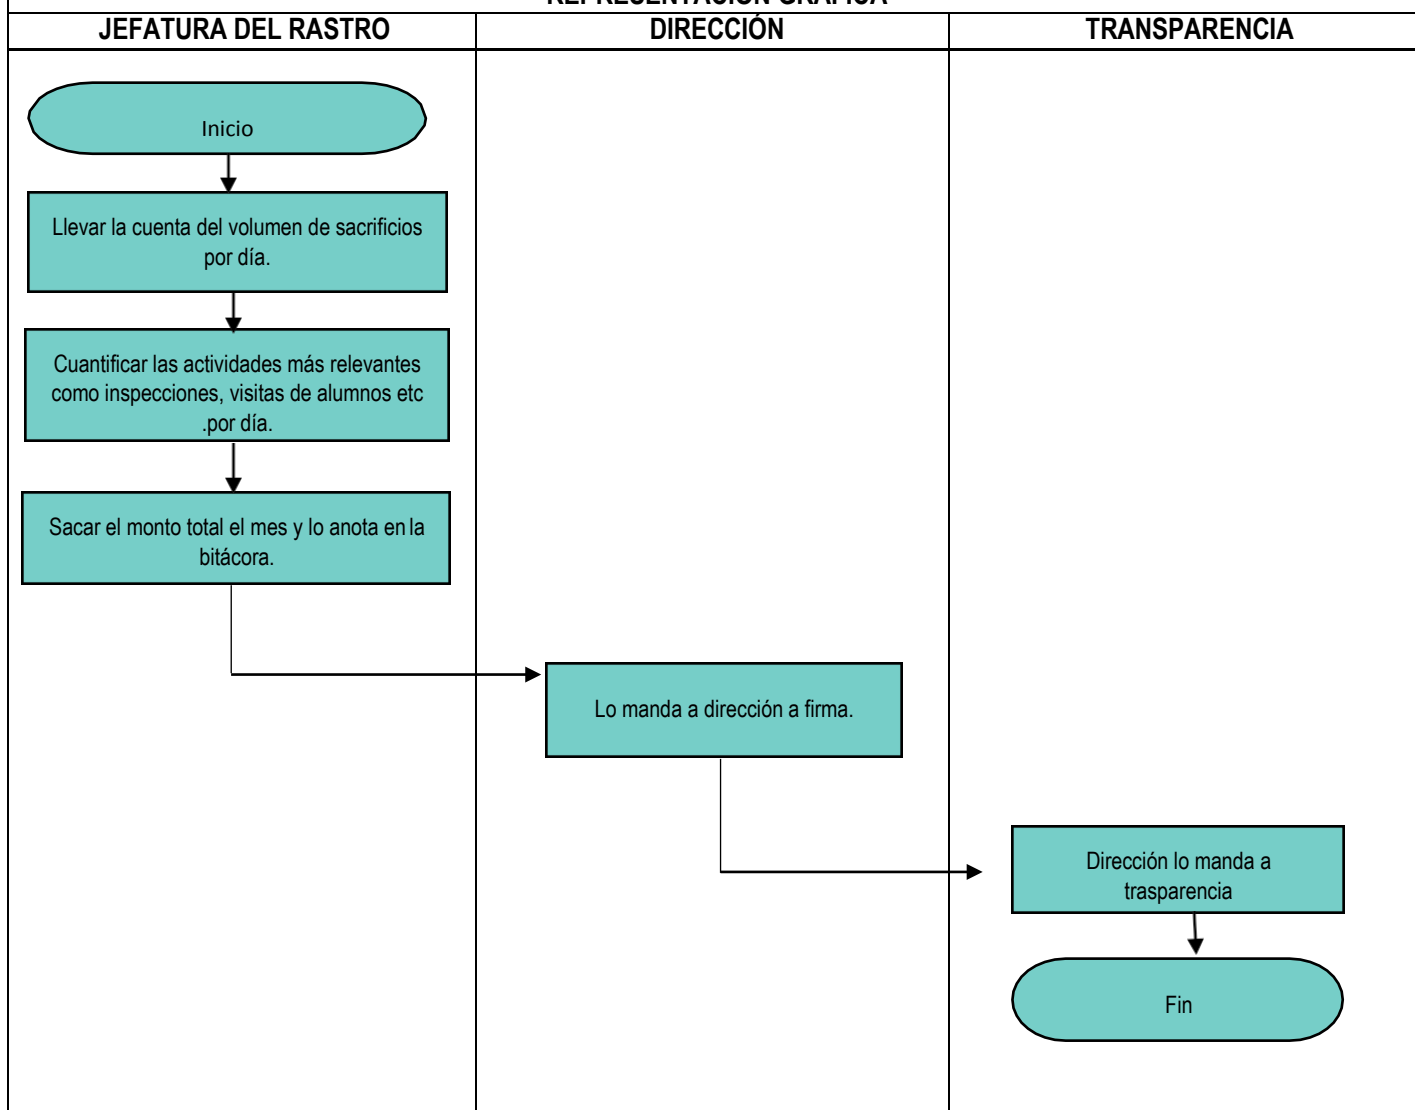 REPRESENTACIÓN GRÁFICA
JEFATURA DEL RASTRO
DIRECCIÓN
TRANSPARENCIA
Inicio
Llevar la cuenta del volumen de sacrificios
por día.
Cuantificar las actividades más relevantes
como inspecciones, visitas de alumnos etc
.por día.
Sacar el monto total el mes y lo anota en la
bitácora.
Lo manda a dirección a firma.
Dirección lo manda a
trasparencia
Fin